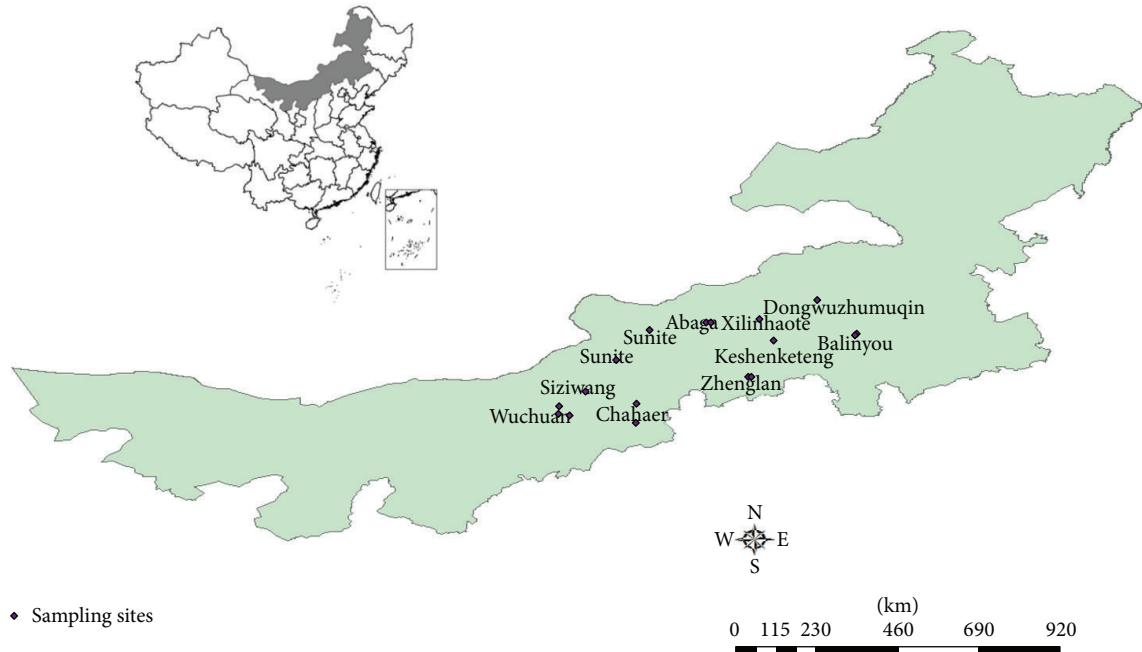 Dongwuzhumuqin
Abaga
Xilinhaote
Sunite
Balinyou
Keshenketeng
Sunite
Zhenglan
Siziwang
Wuchuan
Chahaer
N
W E
S
Sampling sites
(km)
0 115 230 460 690 920